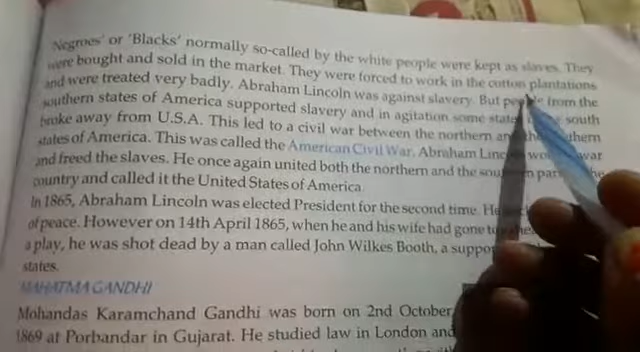 Negroes' or 'Blacks' normally so-called by the white people were kept as slaves. They
were bought and sold in the market. They were forced to work in the cotton plantations
and were treated very badly. Abraham Lincoln was against slavery. But people from the
southern states of America supported slavery and in agitation some south
broke away from U.S.A. This led to a civil war between the northern
states of America. This was called the American Civil War. Abraham war
and freed the slaves. He once again united both the northern and the
country and called it the United States of America.
In 1865, Abraham Lincoln was elected President for the second time.
of peace. However on 14th April 1865, when he and his wife had gone
a play, he was shot dead by a man called John Wilkes Booth, a
states.
MAHATMA GANDHI
Mohandas Karamchand Gandhi was born on 2nd October
1869 at Porbandar in Gujarat. He studied law in London and